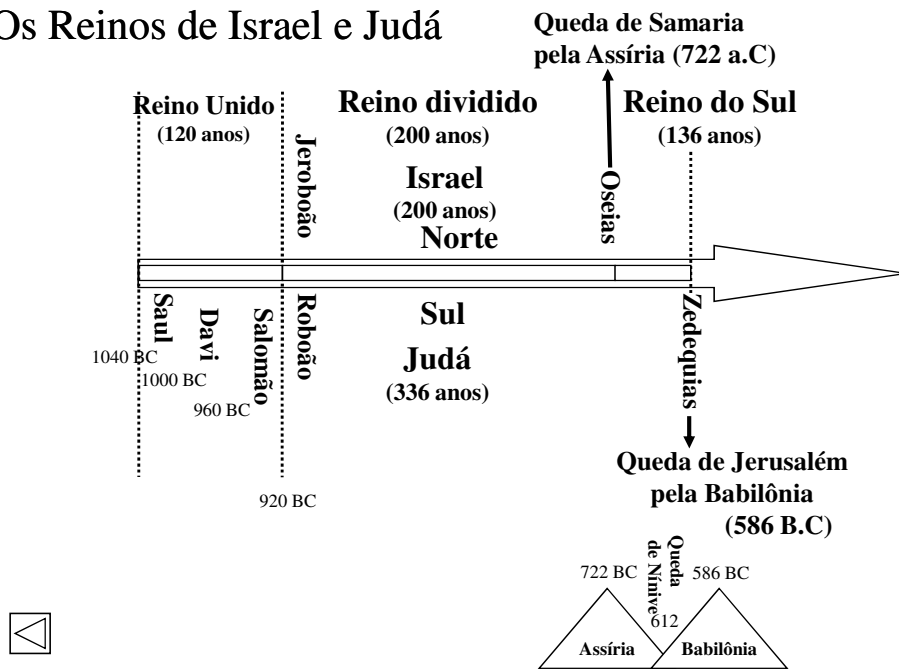 Os Reinos de Israel e Judá
Queda de Samaria
pela Assíria (722 a.C)
Reino Unido
(120 anos)
Reino dividido
(200 anos)
Reino do Sul
(136 anos)
Jeroboão
Israel
(200 anos)
Norte
Oseias
Saul
Davi
Salomão
Roboão
Sul
Judá
(336 anos)
Zedequias
1040 BC
1000 BC
960 BC
920 BC
Queda de Jerusalém
pela Babilônia
(586 B.C)
722 BC
Queda
de Nínive
612
586 BC
Assíria
Babilônia